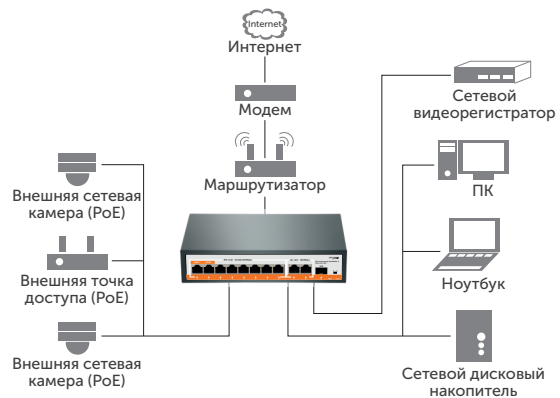 Internet
Интернет
Модем
Маршрутизатор
Внешняя сетевая
камера (PoE)
Внешняя точка
доступа (PoE)
Внешняя сетевая
камера (PoE)
Сетевой
видеорегистратор
ПК
Ноутбук
Сетевой дисковый
накопитель